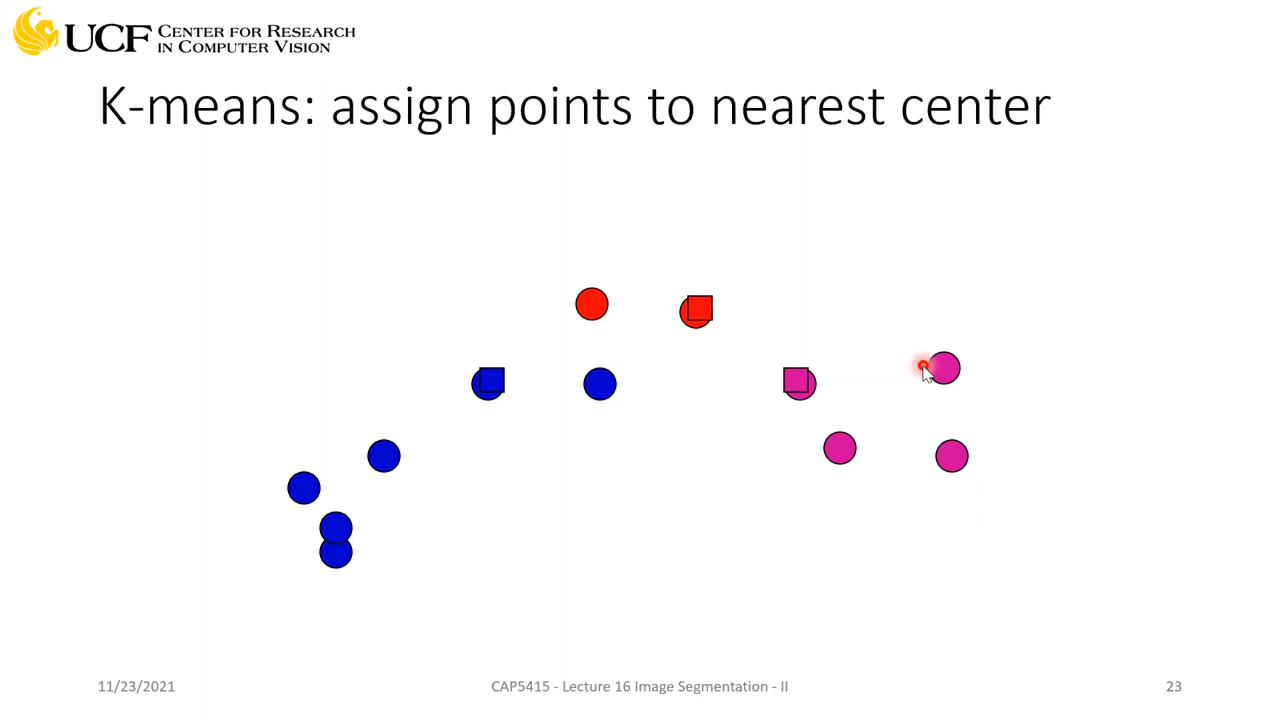 UCF CENTER FOR RESEARCH
IN COMPUTER VISION
K-means: assign points to nearest center
11/23/2021
CAP5415 - Lecture 16 Image Segmentation - II
23